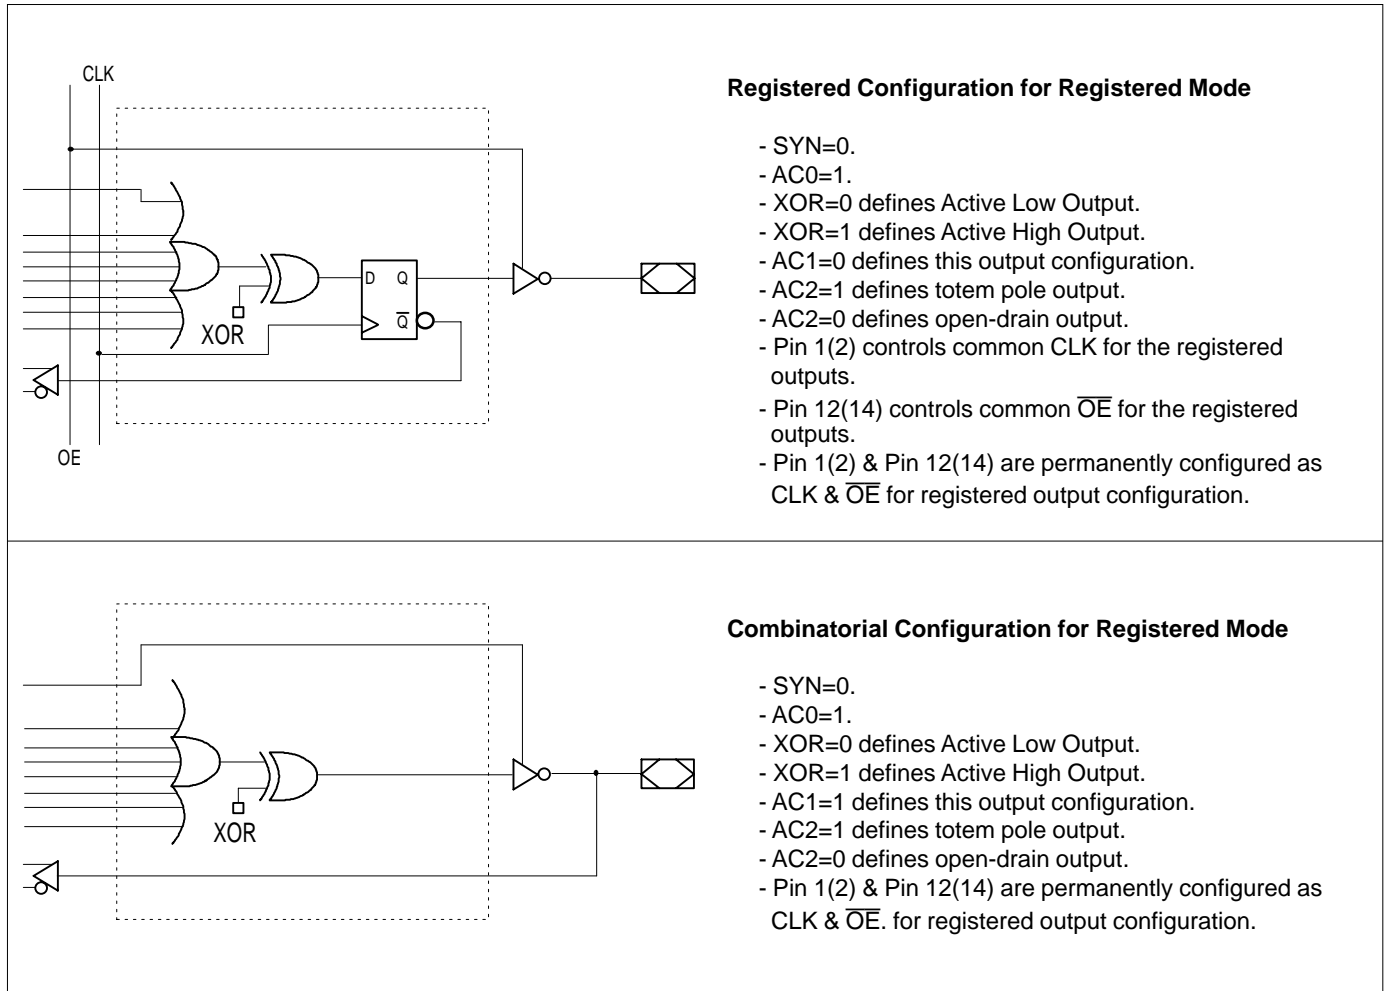 CLK
XOR
D Q
Q̅
OE
Registered Configuration for Registered Mode
- SYN=0.
- AC0=1.
- XOR=0 defines Active Low Output.
- XOR=1 defines Active High Output.
- AC1=0 defines this output configuration.
- AC2=1 defines totem pole output.
- AC2=0 defines open-drain output.
- Pin 1(2) controls common CLK for the registered
outputs.
- Pin 12(14) controls common O̅E̅ for the registered
outputs.
- Pin 1(2) & Pin 12(14) are permanently configured as
CLK & O̅E̅ for registered output configuration.
XOR
Combinatorial Configuration for Registered Mode
- SYN=0.
- AC0=1.
- XOR=0 defines Active Low Output.
- XOR=1 defines Active High Output.
- AC1=1 defines this output configuration.
- AC2=1 defines totem pole output.
- AC2=0 defines open-drain output.
- Pin 1(2) & Pin 12(14) are permanently configured as
CLK & O̅E̅. for registered output configuration.